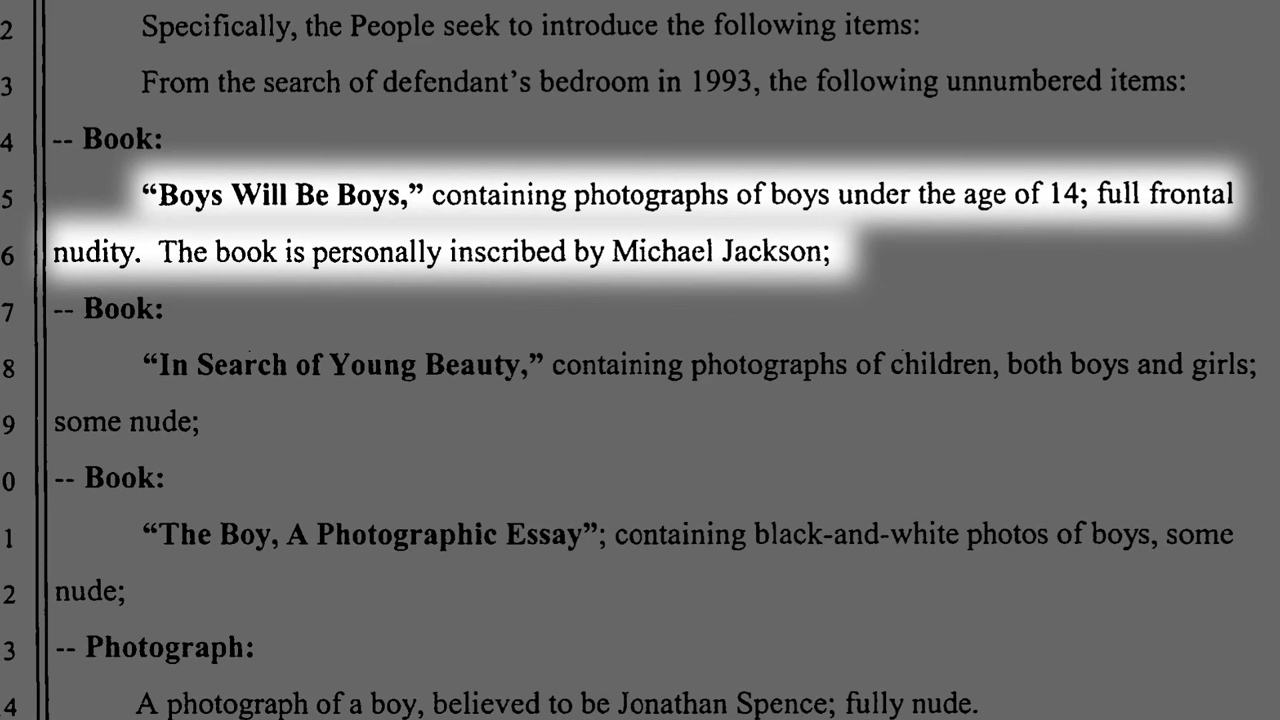 2 Specifically, the People seek to introduce the following items:
3 From the search of defendant's bedroom in 1993, the following unnumbered items:
4 -- Book:
5 “Boys Will Be Boys,” containing photographs of boys under the age of 14; full frontal
6 nudity. The book is personally inscribed by Michael Jackson;
7 -- Book:
8 “In Search of Young Beauty,” containing photographs of children, both boys and girls;
9 some nude;
0 -- Book:
1 “The Boy, A Photographic Essay”; containing black-and-white photos of boys, some
2 nude;
3 -- Photograph:
4 A photograph of a boy, believed to be Jonathan Spence; fully nude.